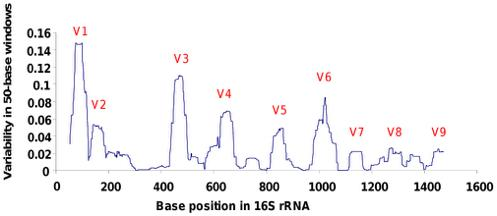 Variability in 50-base windows
0.16
0.14
0.12
0.1
0.08
0.06
0.04
0.02
0
V1
V2
V3
V4
V5
V6
V7
V8
V9
0 200 400 600 800 1000 1200 1400 1600
Base position in 16S rRNA